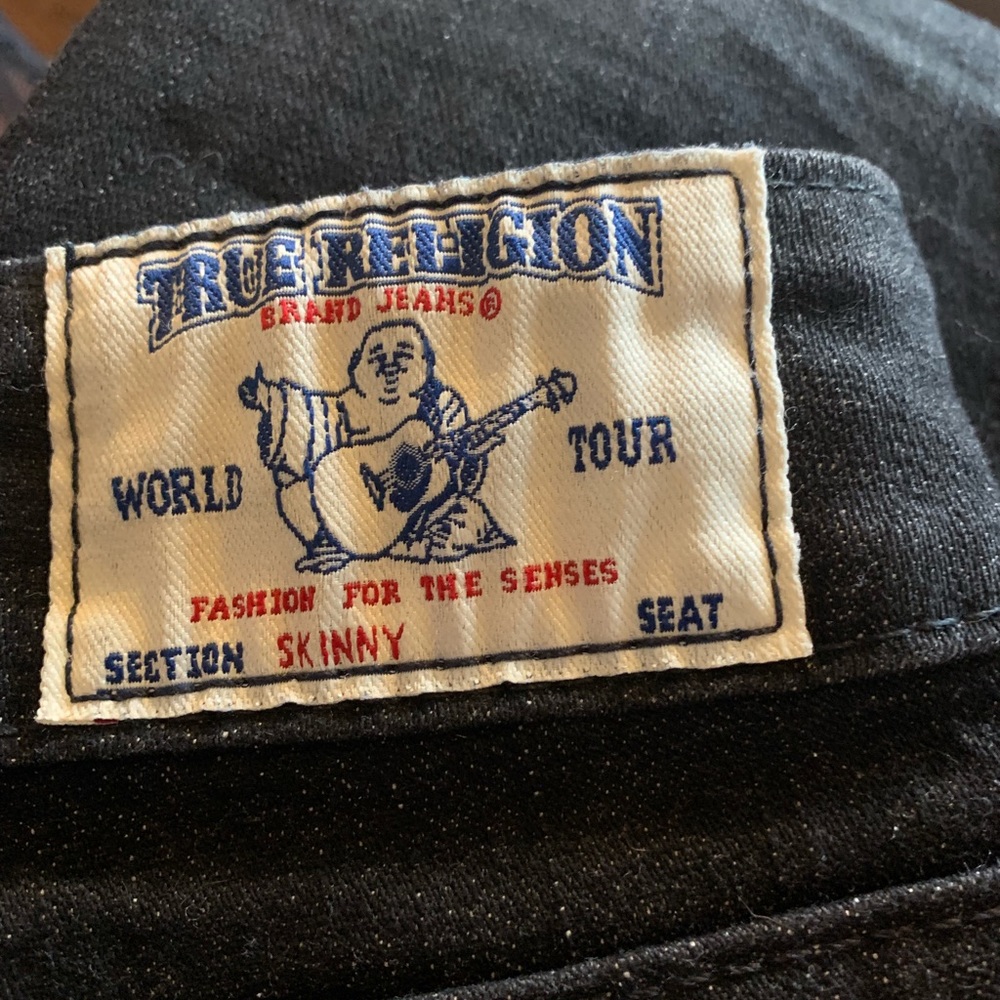 TRUE RELIGION
BRAND JEANS®
WORLD TOUR
FASHION FOR THE SENSES
SECTION SKINNY SEAT